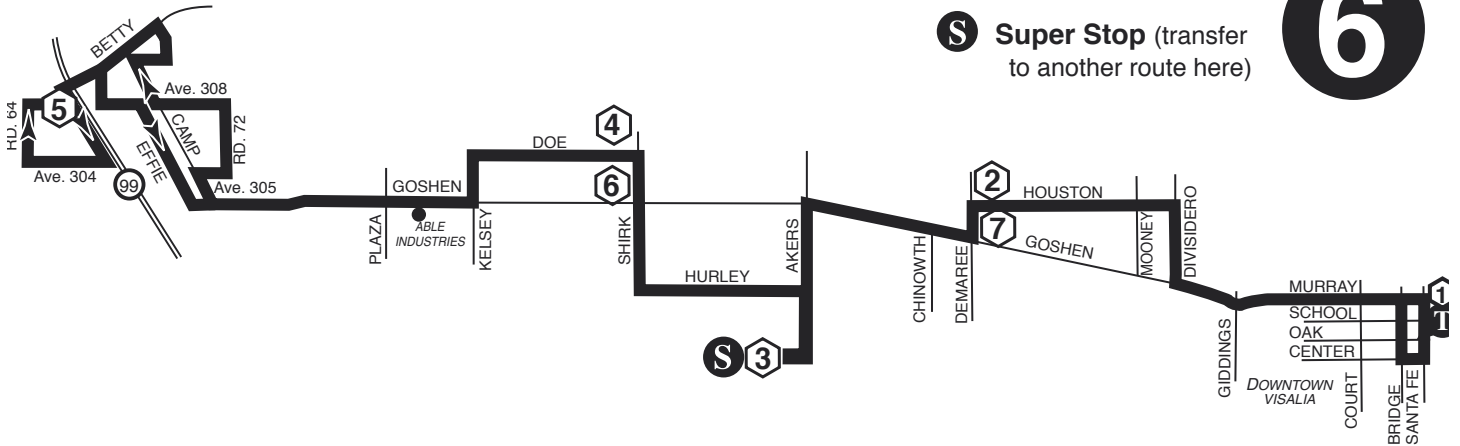 S Super Stop (transfer
to another route here)
6
BETTY
5
Ave. 308
RD. 64
CAMP
EFFIE
RD. 72
Ave. 304
99
Ave. 305
4
DOE
6
GOSHEN
PLAZA
ABLE
INDUSTRIES
KELSEY
SHIRK
HURLEY
AKERS
S 3
2
HOUSTON
7
GOSHEN
CHINOWTH
DEMAREE
MOONEY
DIVISIDERO
MURRAY
1
SCHOOL
T
OAK
CENTER
GIDDINGS
DOWNTOWN
VISALIA
COURT
BRIDGE
SANTA FE